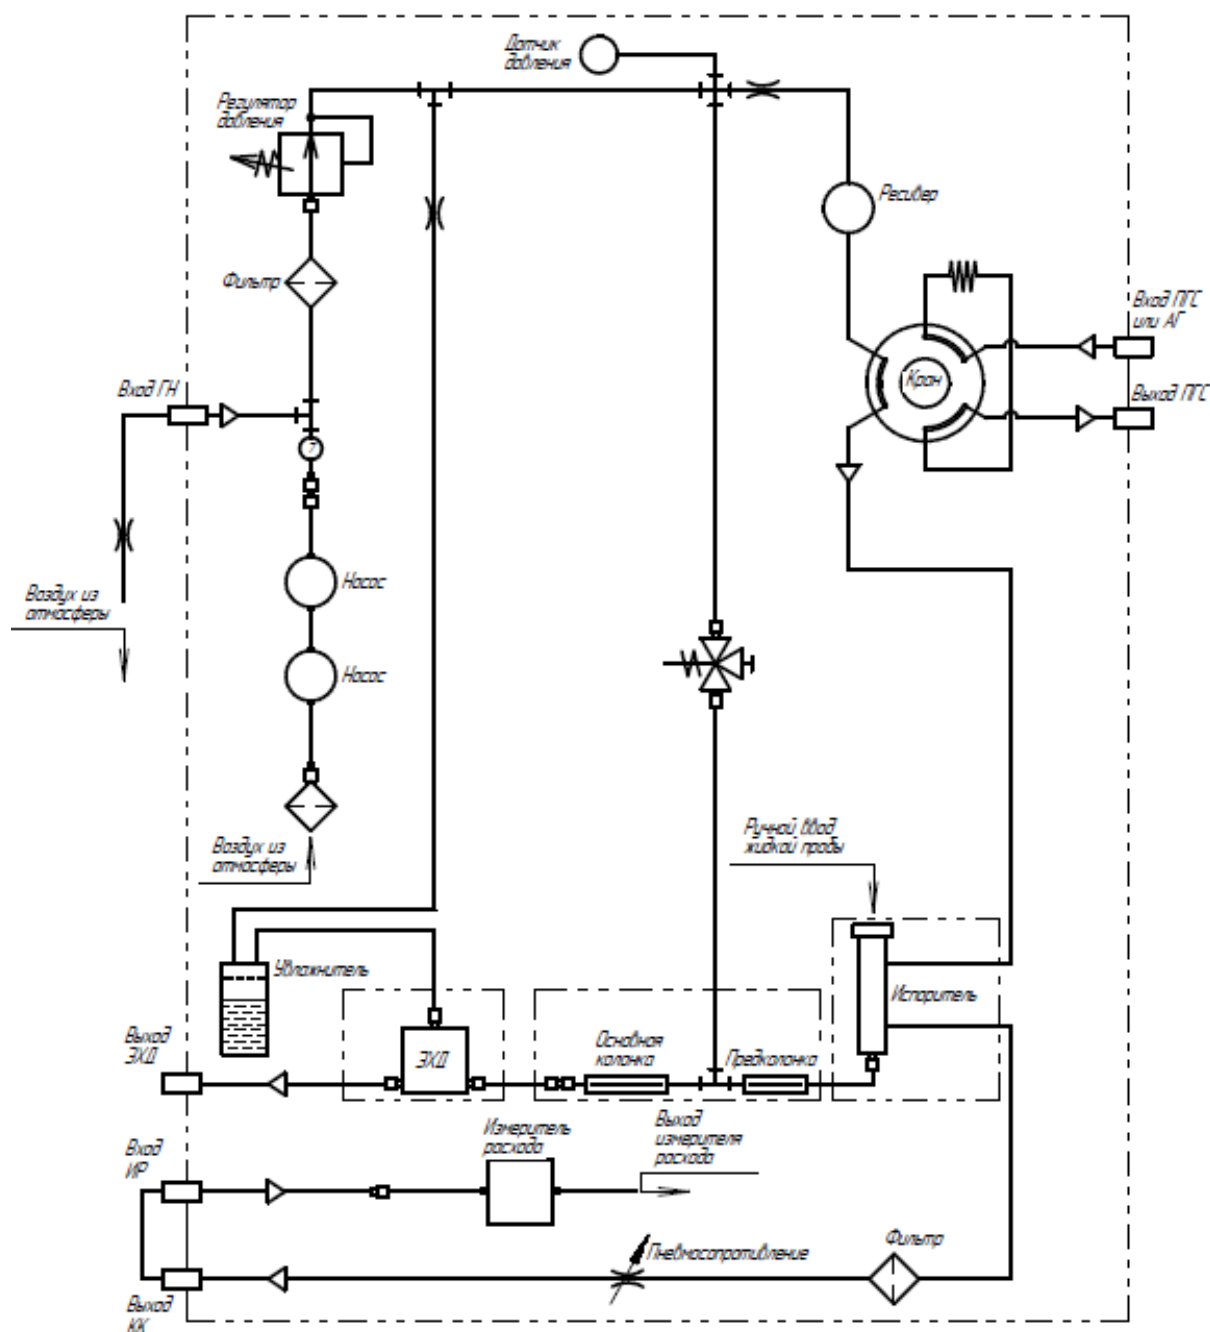 Датчик
давления
Регулятор
давления
Ресивер
Фильтр
Вход ПГС
или АГ
Кран
Вход ГН
Выход ПГС
7
Насос
Воздух из
атмосферы
Насос
Ручной ввод
жидкой пробы
Воздух из
атмосферы
Увлажнитель
Испаритель
Выход
ЭХД
ЭХД
Основная
колонка
Предколонка
Вход
ИР
Измеритель
расхода
Выход
измерителя
расхода
Пневмосопротивление
Фильтр
Выход
КК